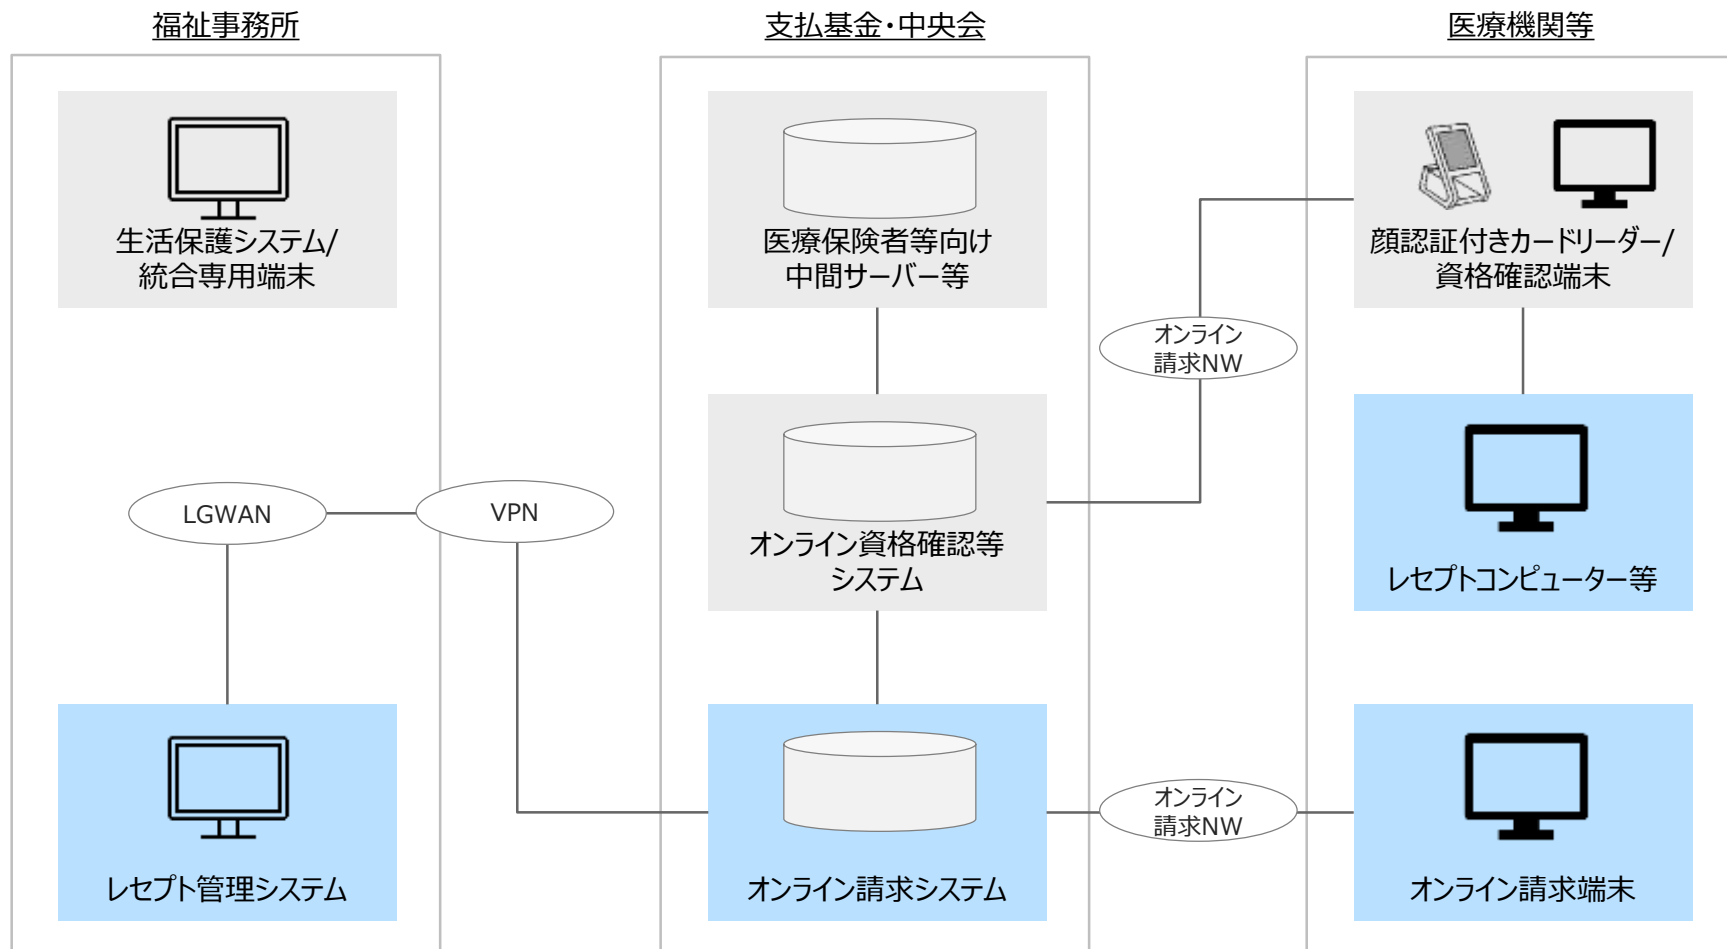 福祉事務所
支払基金・中央会
医療機関等
生活保護システム/
統合専用端末
医療保険者等向け
中間サーバー等
顔認証付きカードリーダー/
資格確認端末
オンライン
請求NW
LGWAN
VPN
オンライン資格確認等
システム
レセプトコンピューター等
レセプト管理システム
オンライン請求システム
オンライン
請求NW
オンライン請求端末